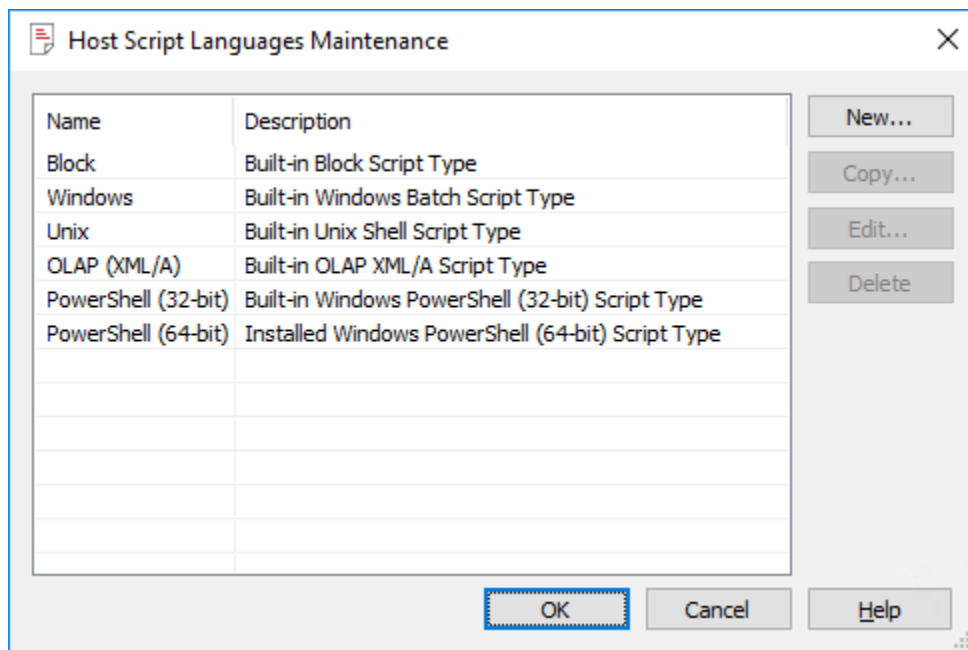 Host Script Languages Maintenance
Name Description
Block Built-in Block Script Type
Windows Built-in Windows Batch Script Type
Unix Built-in Unix Shell Script Type
OLAP (XML/A) Built-in OLAP XML/A Script Type
PowerShell (32-bit) Built-in Windows PowerShell (32-bit) Script Type
PowerShell (64-bit) Installed Windows PowerShell (64-bit) Script Type
New...
Copy...
Edit...
Delete
OK Cancel Help